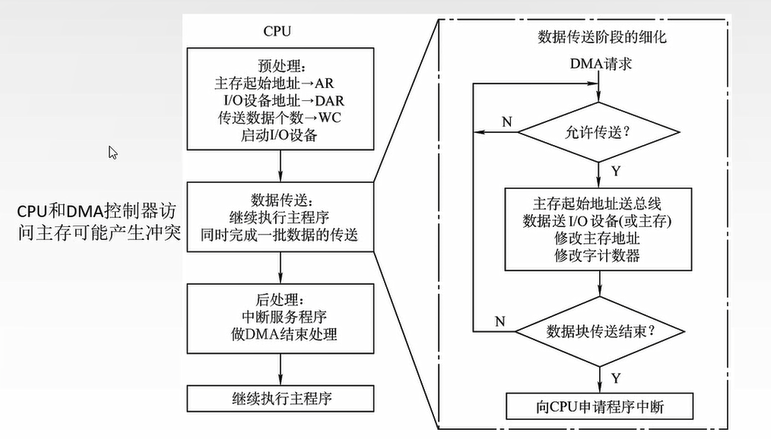 CPU
预处理:
主存起始地址→AR
I/O设备地址→DAR
传送数据个数→WC
启动I/O设备
数据传送:
继续执行主程序
同时完成一批数据的传送
后处理:
中断服务程序
做DMA结束处理
继续执行主程序
CPU和DMA控制器访
问主存可能产生冲突
数据传送阶段的细化
DMA请求
允许传送?
N
Y
主存起始地址送总线
数据送I/O设备(或主存)
修改主存地址
修改字计数器
数据块传送结束?
N
Y
向CPU申请程序中断